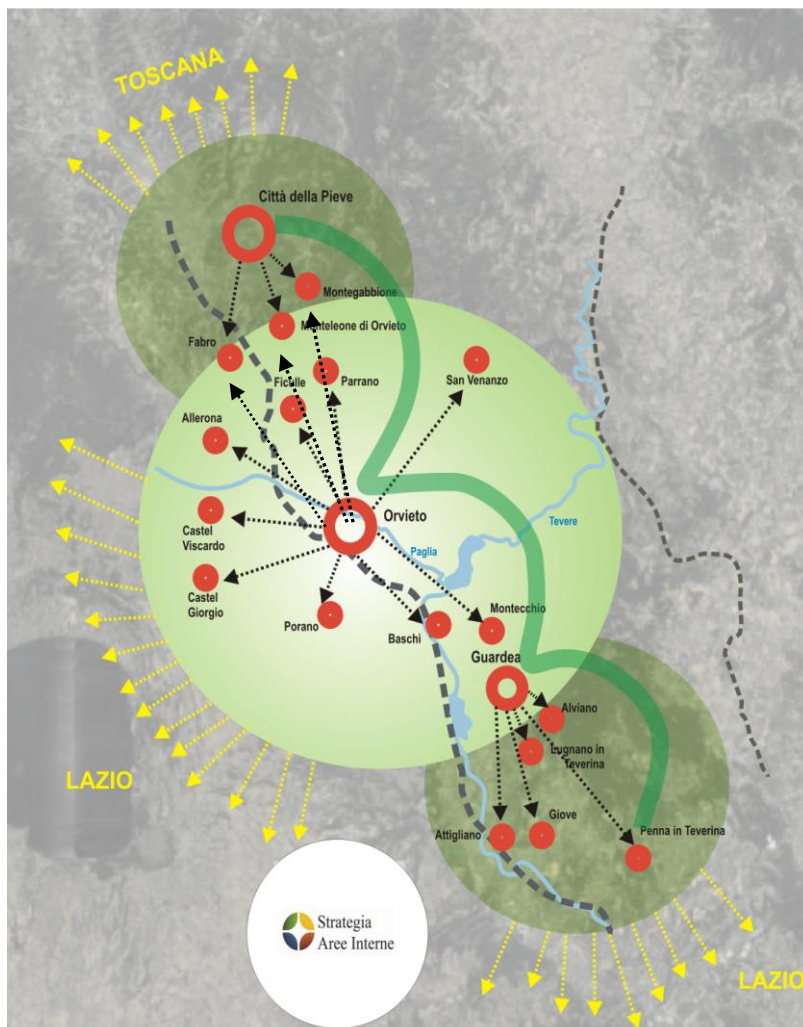 TOSCANA
Città della Pieve
Montegabbione
Monteleone di Orvieto
Fabro
Parrano
San Venanzo
Ficulle
Allerona
Castel
Viscardo
Orvieto
Tevere
Paglia
Castel
Giorgio
Porano
Baschi
Montecchio
Guardea
Alviano
Lugnano in
Teverina
LAZIO
Giove
Attigliano
Penna in Teverina
Strategia
Aree Interne
LAZIO